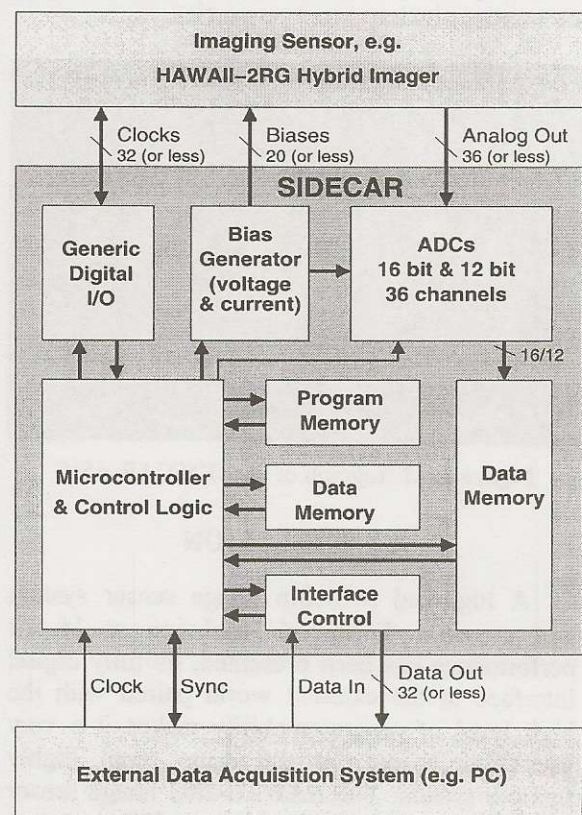 Imaging Sensor, e.g.
HAWAII–2RG Hybrid Imager
Clocks
32 (or less)
Biases
20 (or less)
Analog Out
36 (or less)
SIDECAR
Generic
Digital
I/O
Bias
Generator
(voltage
& current)
ADCs
16 bit & 12 bit
36 channels
16/12
Microcontroller
& Control Logic
Program
Memory
Data
Memory
Interface
Control
Data
Memory
Clock
Sync
Data In
Data Out
32 (or less)
External Data Acquisition System (e.g. PC)